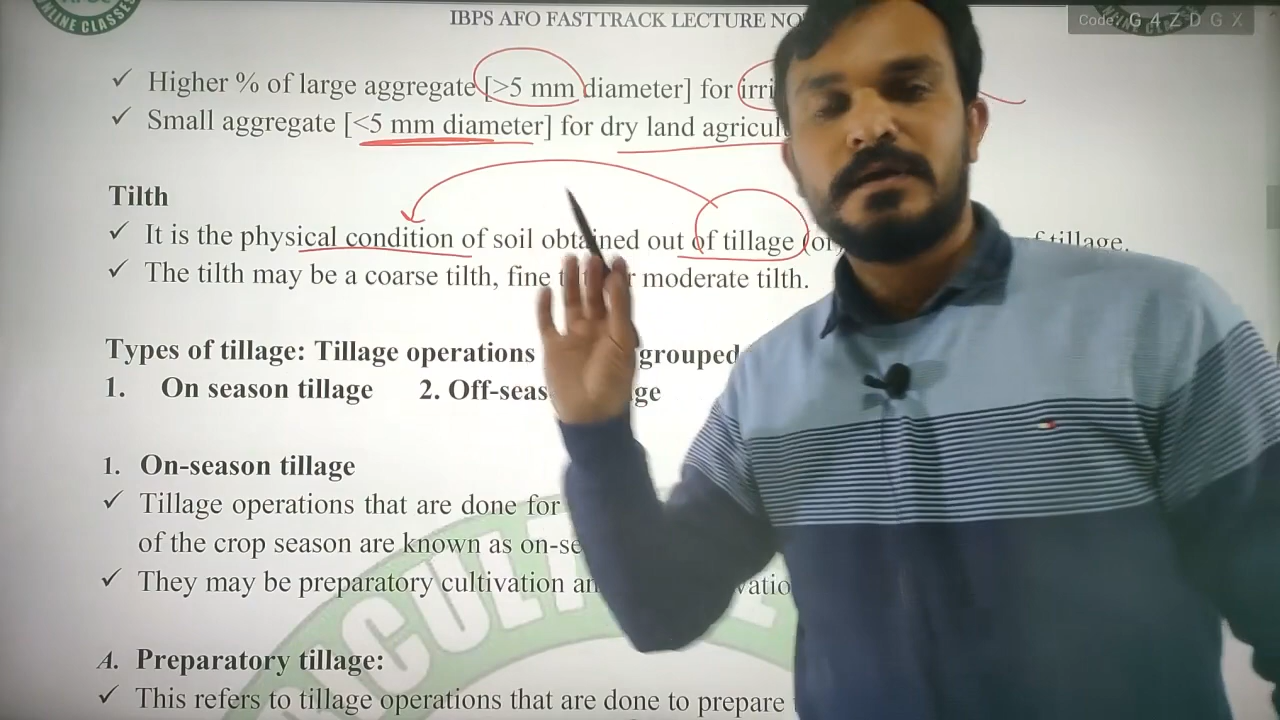 ONLINE CLASSES
IBPS AFO FASTTRACK LECTURE NO
Code: G 4 Z D G X
✓ Higher % of large aggregate [>5 mm diameter] for irri
✓ Small aggregate [<5 mm diameter] for dry land agricul
Tilth
✓ It is the physical condition of soil obtained out of tillage (or) f tillage.
✓ The tilth may be a coarse tilth, fine moderate tilth.
Types of tillage: Tillage operations grouped
1. On season tillage 2. Off-seas ge
1. On-season tillage
✓ Tillage operations that are done for
of the crop season are known as on-se
✓ They may be preparatory cultivation an vatio
A. Preparatory tillage:
✓ This refers to tillage operations that are done to prepare